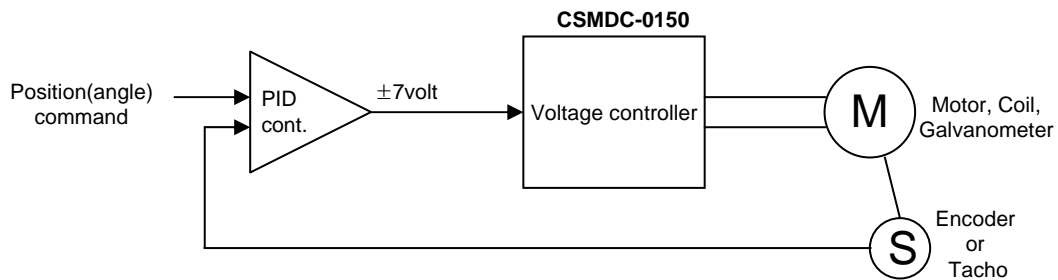 CSMDC-0150
Position(angle)
command
PID
cont.
±7volt
Voltage controller
M
Motor, Coil,
Galvanometer
S
Encoder
or
Tacho